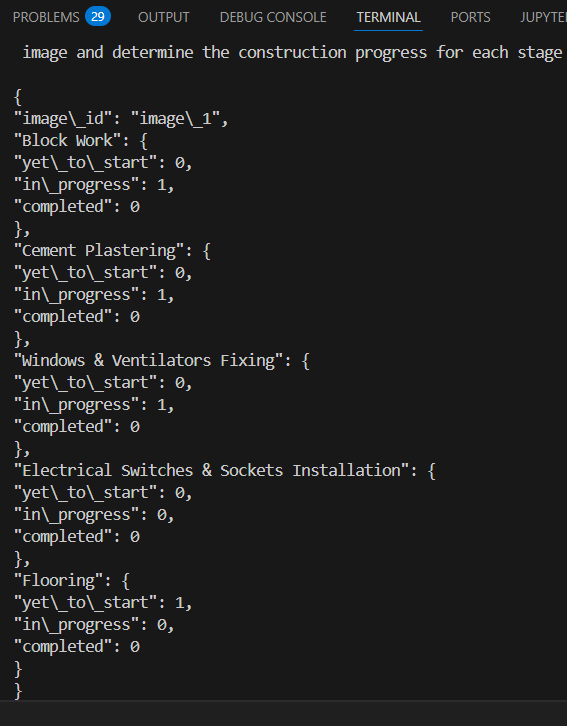 PROBLEMS 29 OUTPUT DEBUG CONSOLE TERMINAL PORTS JUPYTE
image and determine the construction progress for each stage
{
"image\_id": "image\_1",
"Block Work": {
"yet\_to\_start": 0,
"in\_progress": 1,
"completed": 0
},
"Cement Plastering": {
"yet\_to\_start": 0,
"in\_progress": 1,
"completed": 0
},
"Windows & Ventilators Fixing": {
"yet\_to\_start": 0,
"in\_progress": 1,
"completed": 0
},
"Electrical Switches & Sockets Installation": {
"yet\_to\_start": 0,
"in\_progress": 0,
"completed": 0
},
"Flooring": {
"yet\_to\_start": 1,
"in\_progress": 0,
"completed": 0
}
}